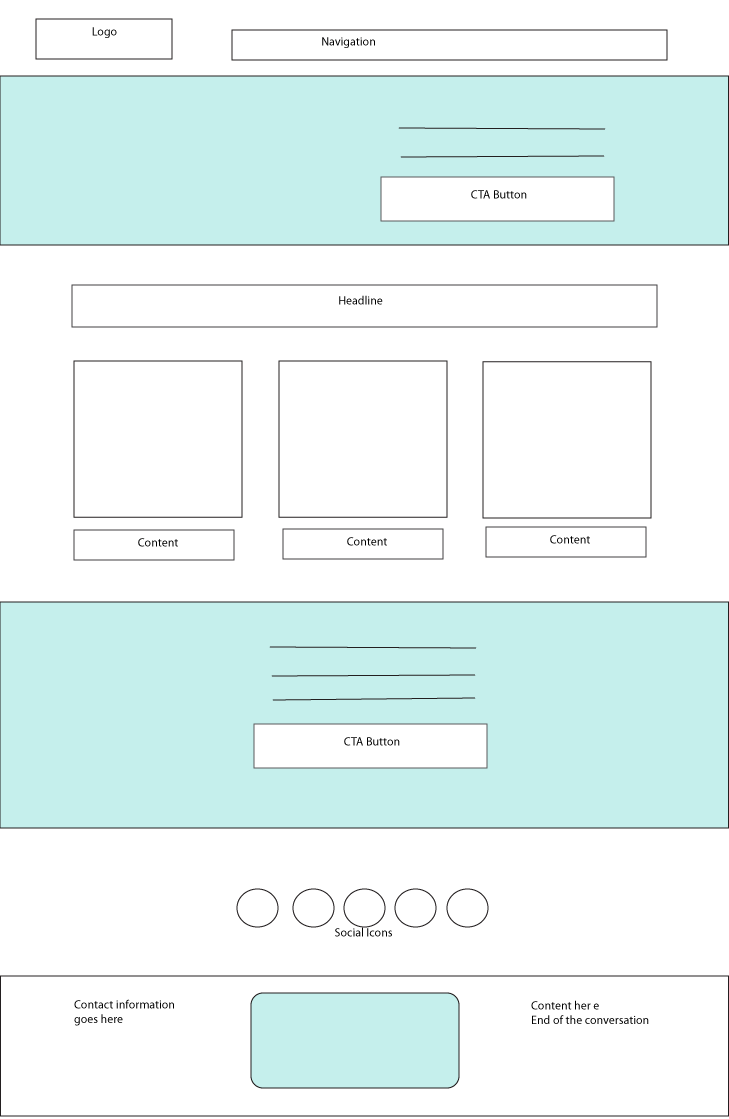 Logo
Navigation
CTA Button
Headline
Content
Content
Content
CTA Button
Social Icons
Contact information
goes here
Content her e
End of the conversation